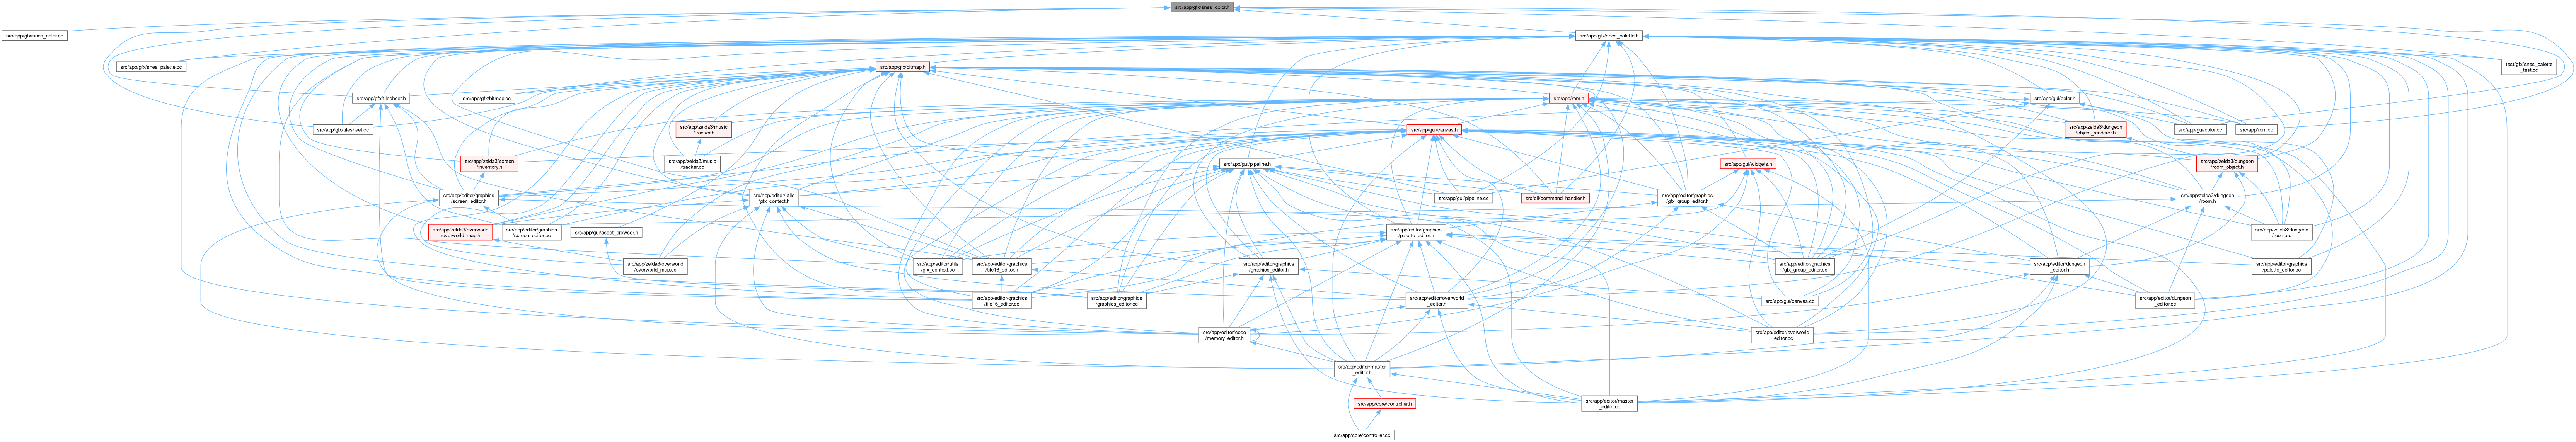 src/app/gfx/snes_color.h
src/app/gfx/snes_color.cc
src/app/gfx/snes_palette.h
src/app/gfx/snes_palette.cc
src/app/gfx/bitmap.h
test/gfx/snes_palette
_test.cc
src/app/gfx/tilesheet.h
src/app/gfx/bitmap.cc
src/app/rom.h
src/app/gui/color.h
src/app/gfx/tilesheet.cc
src/app/zelda3/music
/tracker.h
src/app/gui/canvas.h
src/app/zelda3/dungeon
/object_renderer.h
src/app/gui/color.cc
src/app/rom.cc
src/app/zelda3/screen
/inventory.h
src/app/zelda3/music
/tracker.cc
src/app/gui/pipeline.h
src/app/gui/widgets.h
src/app/zelda3/dungeon
/room_object.h
src/app/editor/graphics
/screen_editor.h
src/app/editor/utils
/gfx_context.h
src/app/gui/pipeline.cc
src/cli/command_handler.h
src/app/editor/graphics
/gfx_group_editor.h
src/app/zelda3/dungeon
/room.h
src/app/zelda3/overworld
/overworld_map.h
src/app/editor/graphics
/screen_editor.cc
src/app/gui/asset_browser.h
src/app/editor/graphics
/palette_editor.h
src/app/zelda3/dungeon
/room.cc
src/app/zelda3/overworld
/overworld_map.cc
src/app/editor/utils
/gfx_context.cc
src/app/editor/graphics
/tile16_editor.h
src/app/editor/graphics
/graphics_editor.h
src/app/editor/graphics
/gfx_group_editor.cc
src/app/editor/dungeon
_editor.h
src/app/editor/graphics
/palette_editor.cc
src/app/editor/graphics
/tile16_editor.cc
src/app/editor/graphics
/graphics_editor.cc
src/app/editor/overworld
_editor.h
src/app/gui/canvas.cc
src/app/editor/dungeon
_editor.cc
src/app/editor/code
/memory_editor.h
src/app/editor/overworld
_editor.cc
src/app/editor/master
_editor.h
src/app/core/controller.h
src/app/editor/master
_editor.cc
src/app/core/controller.cc